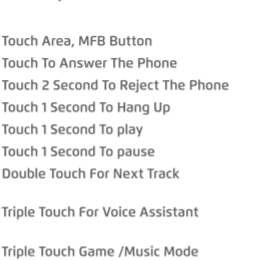 Touch Area, MFB Button
Touch To Answer The Phone
Touch 2 Second To Reject The Phone
Touch 1 Second To Hang Up
Touch 1 Second To play
Touch 1 Second To pause
Double Touch For Next Track
Triple Touch For Voice Assistant
Triple Touch Game /Music Mode